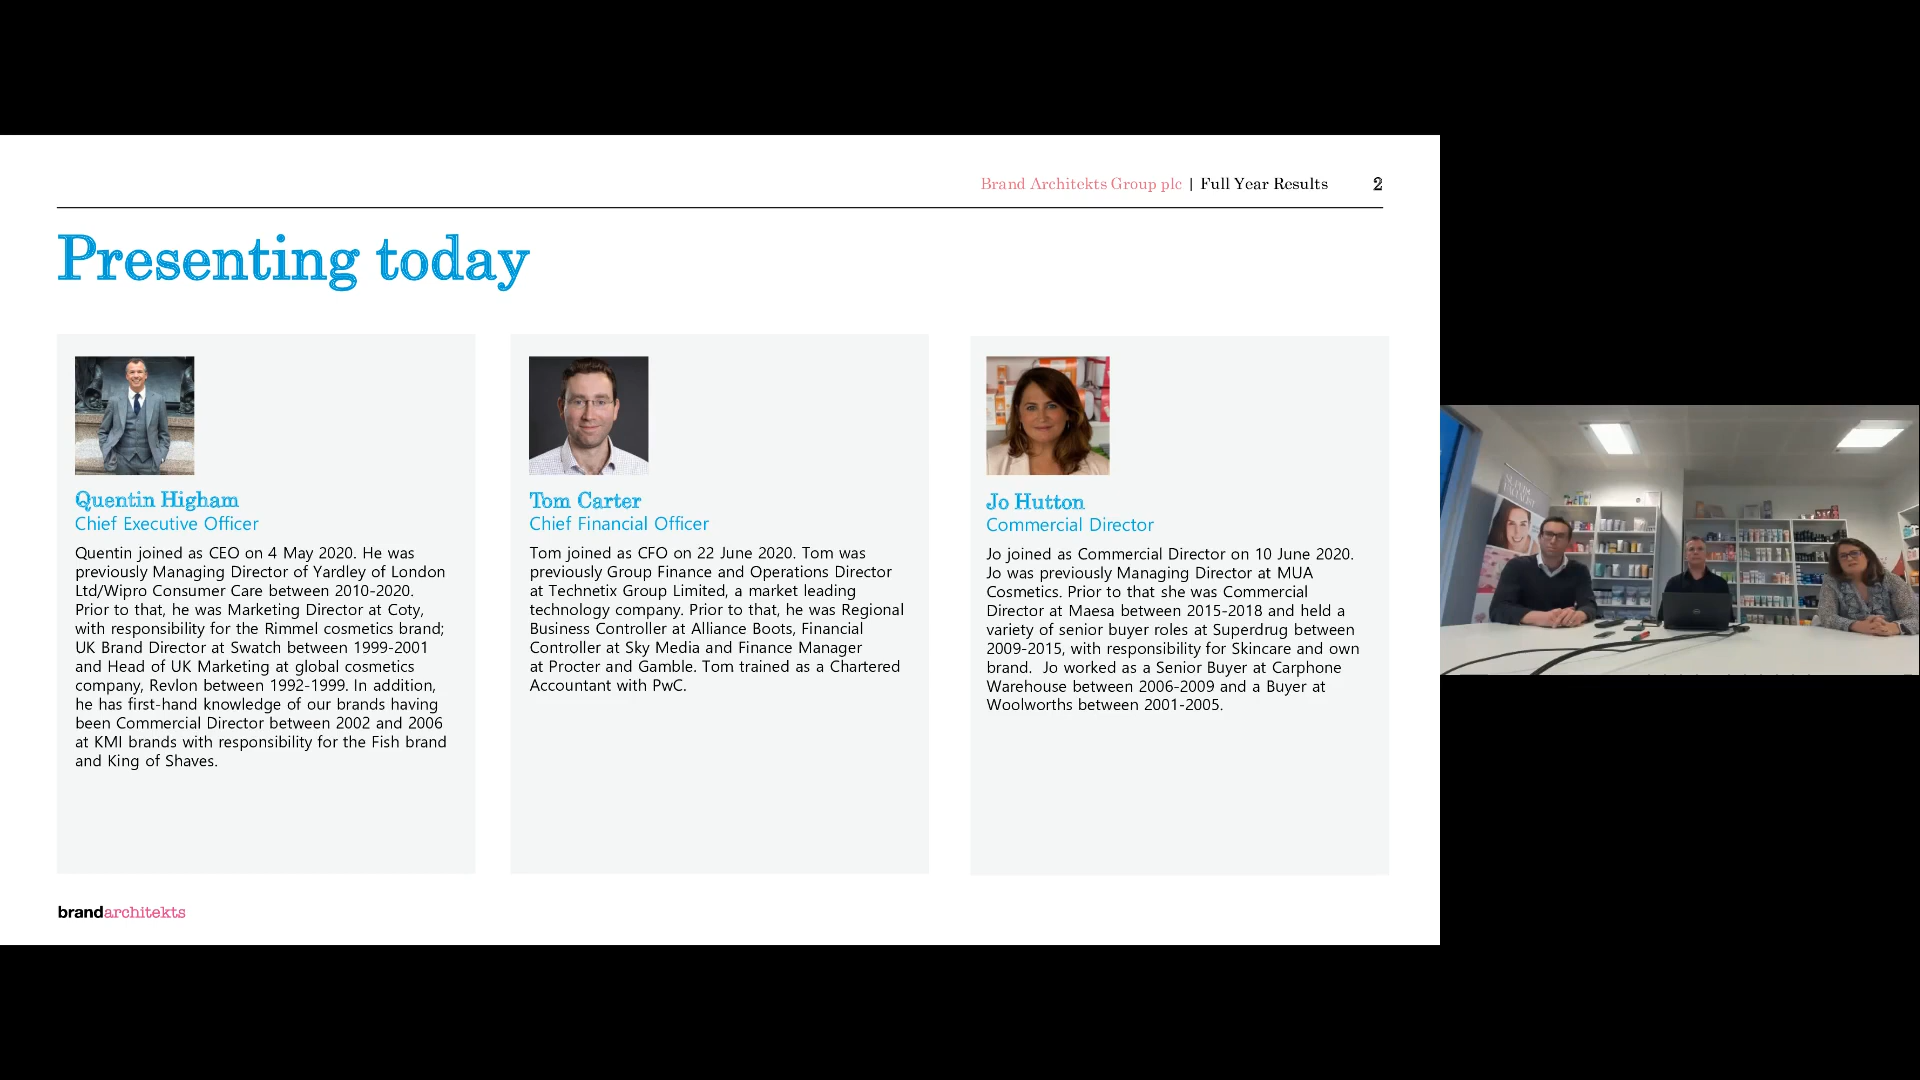 Brand Architekts Group plc | Full Year Results 2
Presenting today
Quentin Higham
Chief Executive Officer
Quentin joined as CEO on 4 May 2020. He was
previously Managing Director of Yardley of London
Ltd/Wipro Consumer Care between 2010-2020.
Prior to that, he was Marketing Director at Coty,
with responsibility for the Rimmel cosmetics brand;
UK Brand Director at Swatch between 1999-2001
and Head of UK Marketing at global cosmetics
company, Revlon between 1992-1999. In addition,
he has first-hand knowledge of our brands having
been Commercial Director between 2002 and 2006
at KMI brands with responsibility for the Fish brand
and King of Shaves.
Tom Carter
Chief Financial Officer
Tom joined as CFO on 22 June 2020. Tom was
previously Group Finance and Operations Director
at Technetix Group Limited, a market leading
technology company. Prior to that, he was Regional
Business Controller at Alliance Boots, Financial
Controller at Sky Media and Finance Manager
at Procter and Gamble. Tom trained as a Chartered
Accountant with PwC.
Jo Hutton
Commercial Director
Jo joined as Commercial Director on 10 June 2020.
Jo was previously Managing Director at MUA
Cosmetics. Prior to that she was Commercial
Director at Maesa between 2015-2018 and held a
variety of senior buyer roles at Superdrug between
2009-2015, with responsibility for Skincare and own
brand.  Jo worked as a Senior Buyer at Carphone
Warehouse between 2006-2009 and a Buyer at
Woolworths between 2001-2005.
brandarchitekts